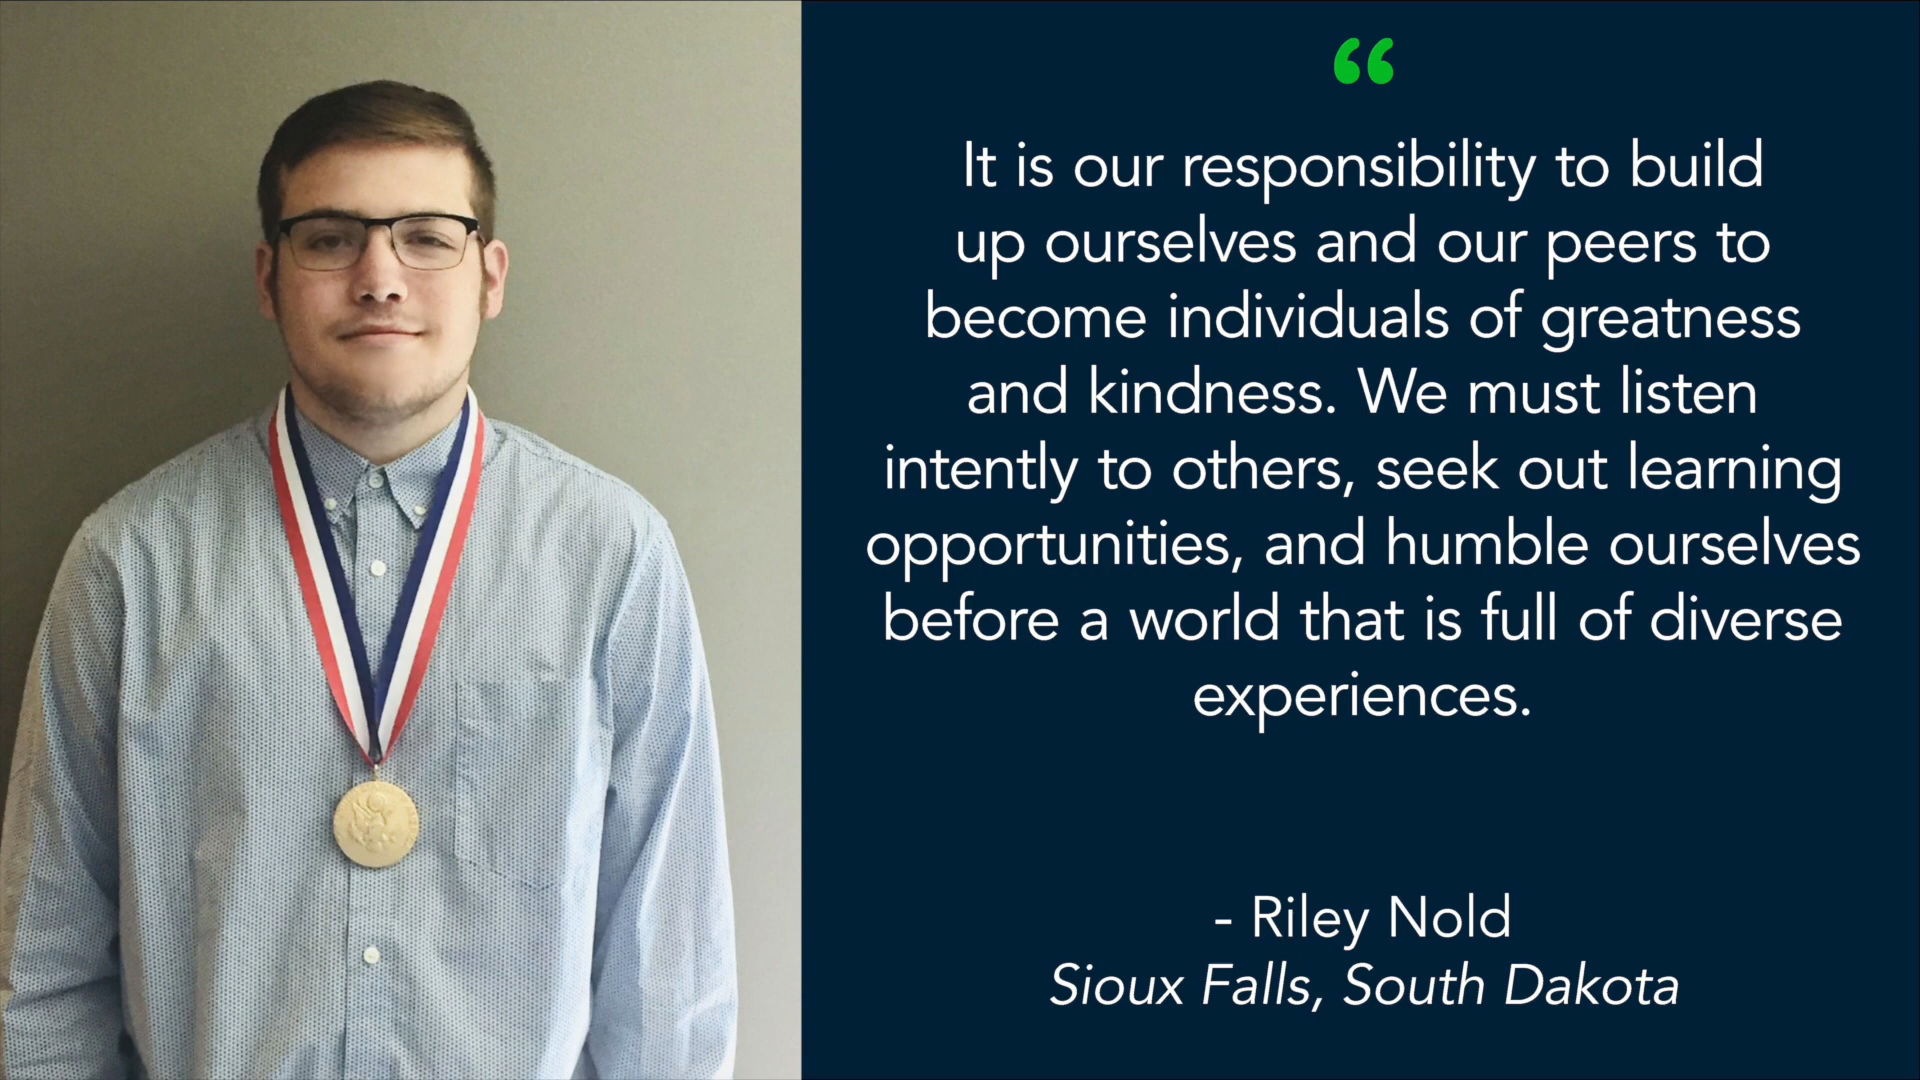 “
It is our responsibility to build
up ourselves and our peers to
become individuals of greatness
and kindness. We must listen
intently to others, seek out learning
opportunities, and humble ourselves
before a world that is full of diverse
experiences.
- Riley Nold
Sioux Falls, South Dakota